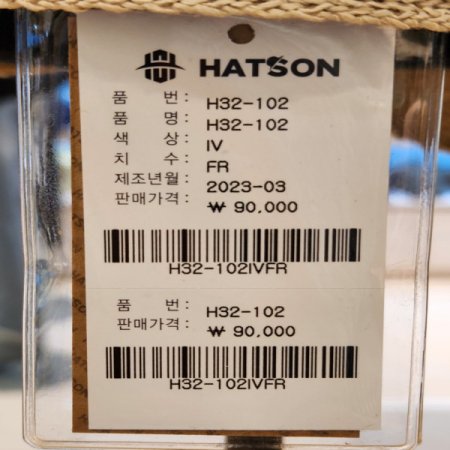 HATSON
품 번 : H32-102
품 명 : H32-102
색 상 : IV
치 수 : FR
제조년월 : 2023-03
판매가격 : ₩ 90,000
H32-102IVFR
품 번 : H32-102
판매가격 : ₩ 90,000
H32-102IVFR